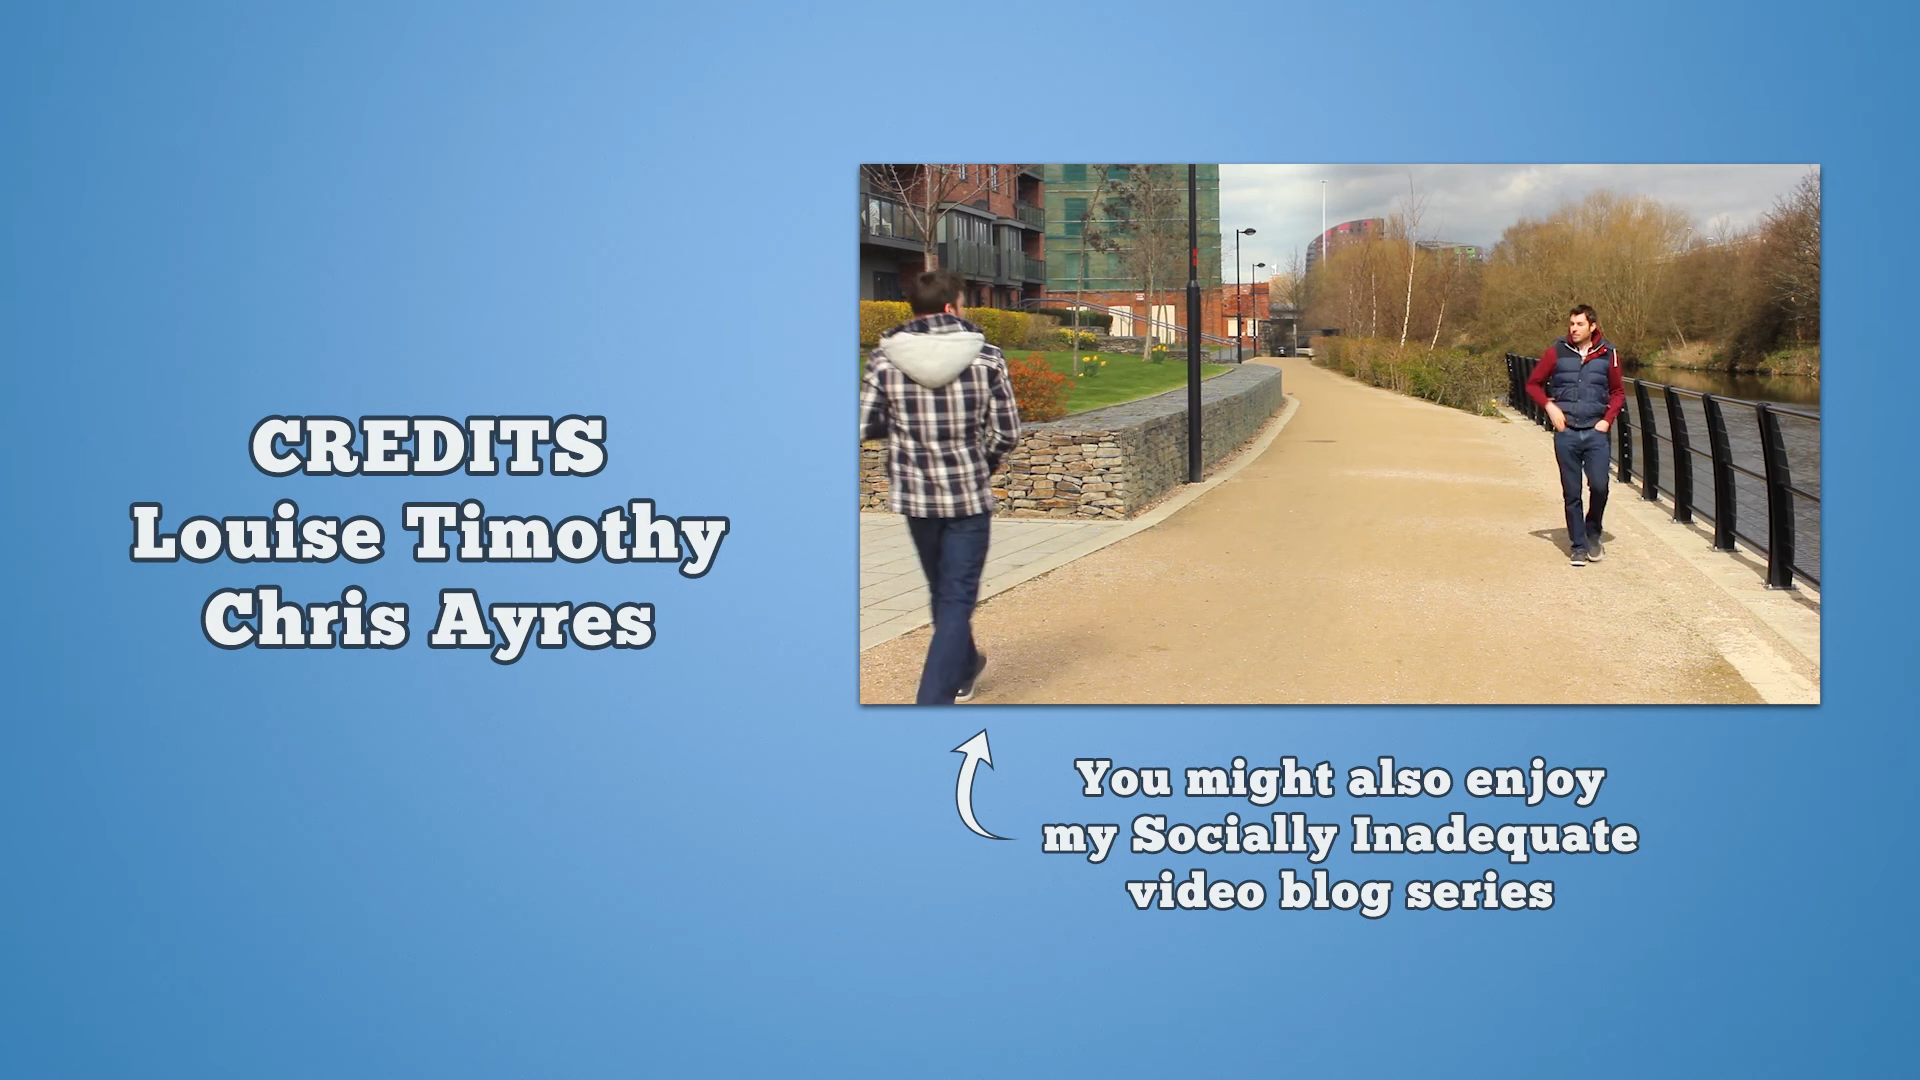 CREDITS
Louise Timothy
Chris Ayres
You might also enjoy
my Socially Inadequate
video blog series